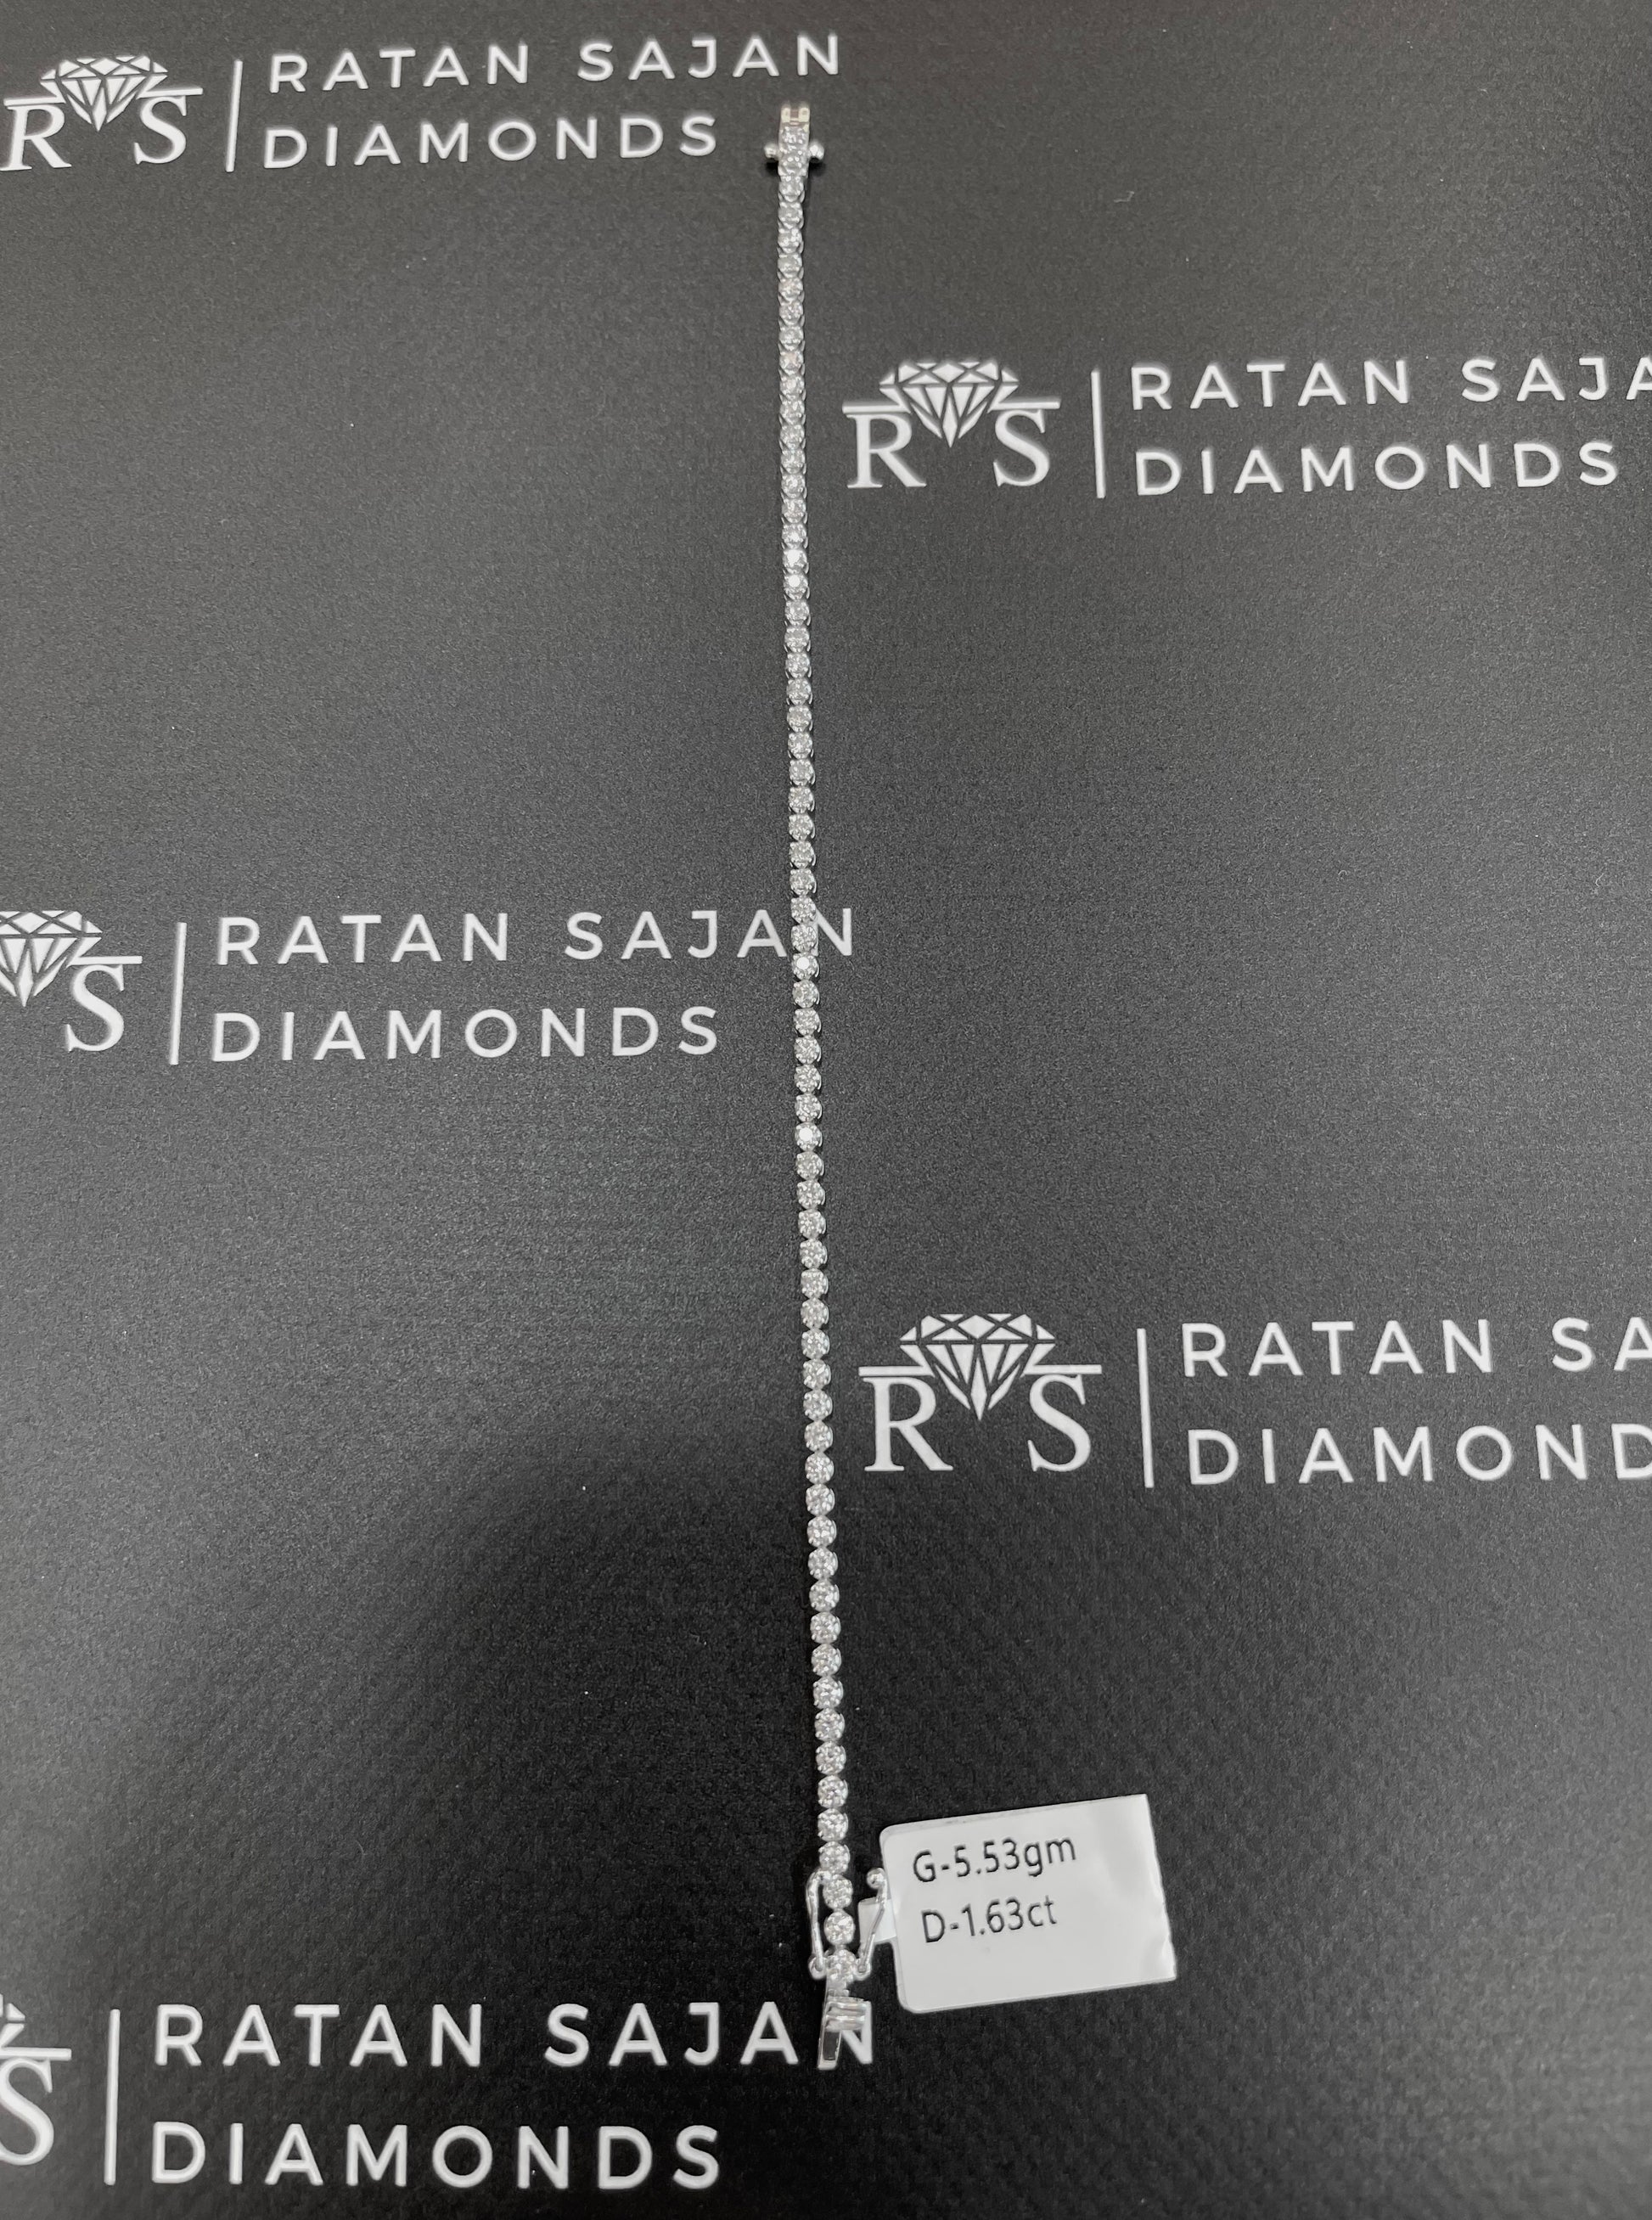 RS RATAN SAJAN
DIAMONDS
RS RATAN SAJA
DIAMONDS
S RATAN SAJAN
DIAMONDS
RS RATAN SA
DIAMOND
G-5.53gm
D-1.63ct
S RATAN SAJAN
DIAMONDS